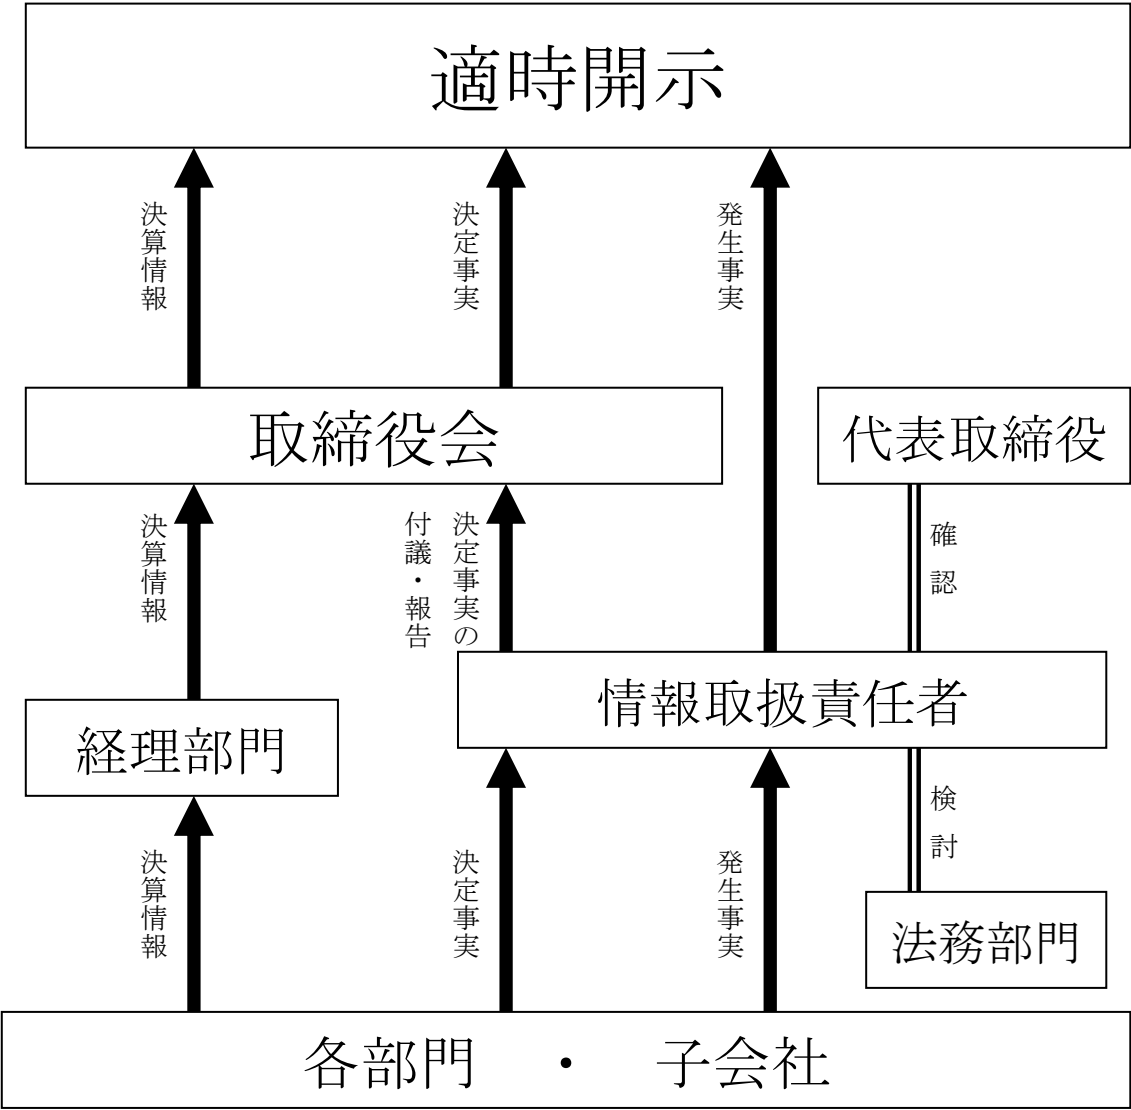 適時開示
決算情報
決定事実
発生事実
取締役会
代表取締役
決算情報
決定事実の
付議・報告
確認
情報取扱責任者
経理部門
検討
決算情報
決定事実
発生事実
法務部門
各部門　・　子会社